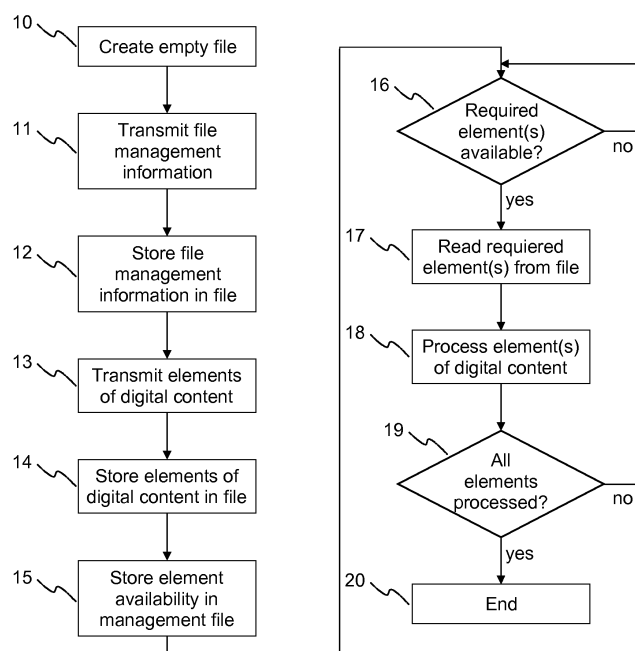 10
Create empty file
11
Transmit file
management
information
12
Store file
management
information in file
13
Transmit elements
of digital content
14
Store elements of
digital content in file
15
Store element
availability in
management file
16
Required
element(s)
available?
no
yes
17
Read requiered
element(s) from file
18
Process element(s)
of digital content
19
All
elements
processed?
no
yes
20
End